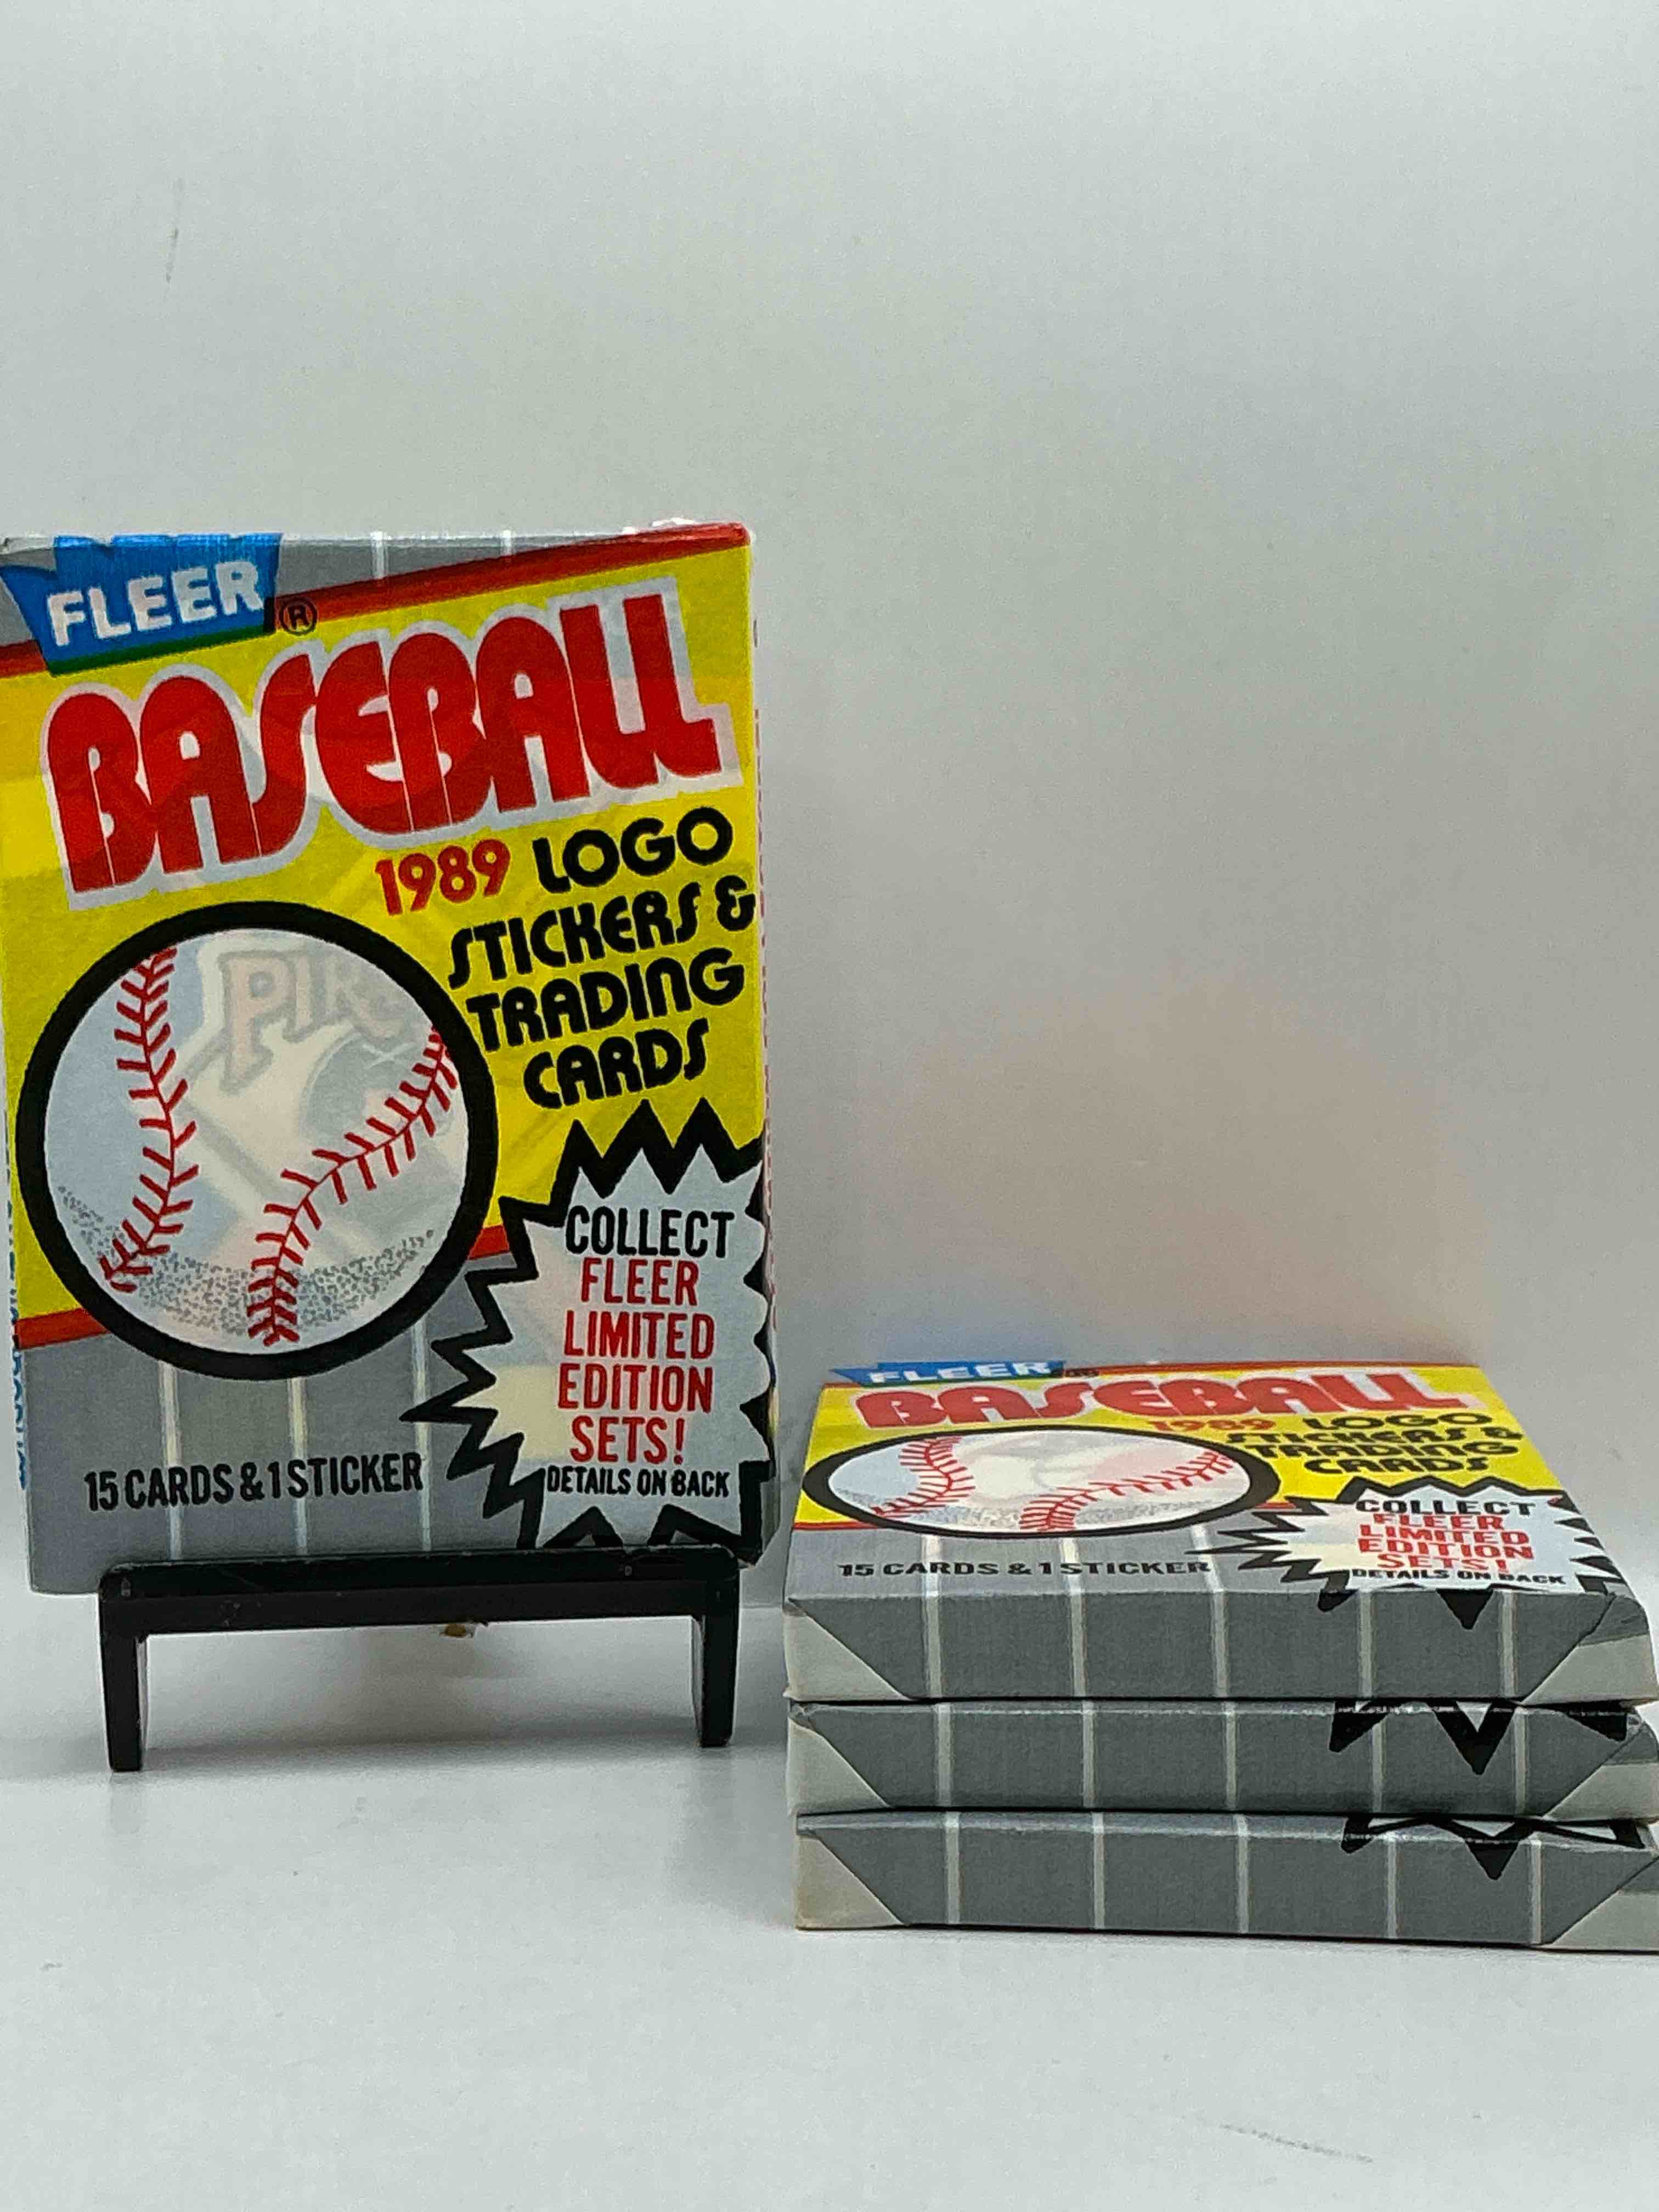 FLEER®
BASEBALL
1989 LOGO
STICKERS &
TRADING
CARDS
PIR
COLLECT
FLEER
LIMITED
EDITION
SETS!
DETAILS ON BACK
15 CARDS & 1 STICKER
FLEER®
BASEBALL
1989 LOGO
STICKERS &
TRADING
CARDS
COLLECT
FLEER
LIMITED
EDITION
SETS!
DETAILS ON BACK
15 CARDS & 1 STICKER